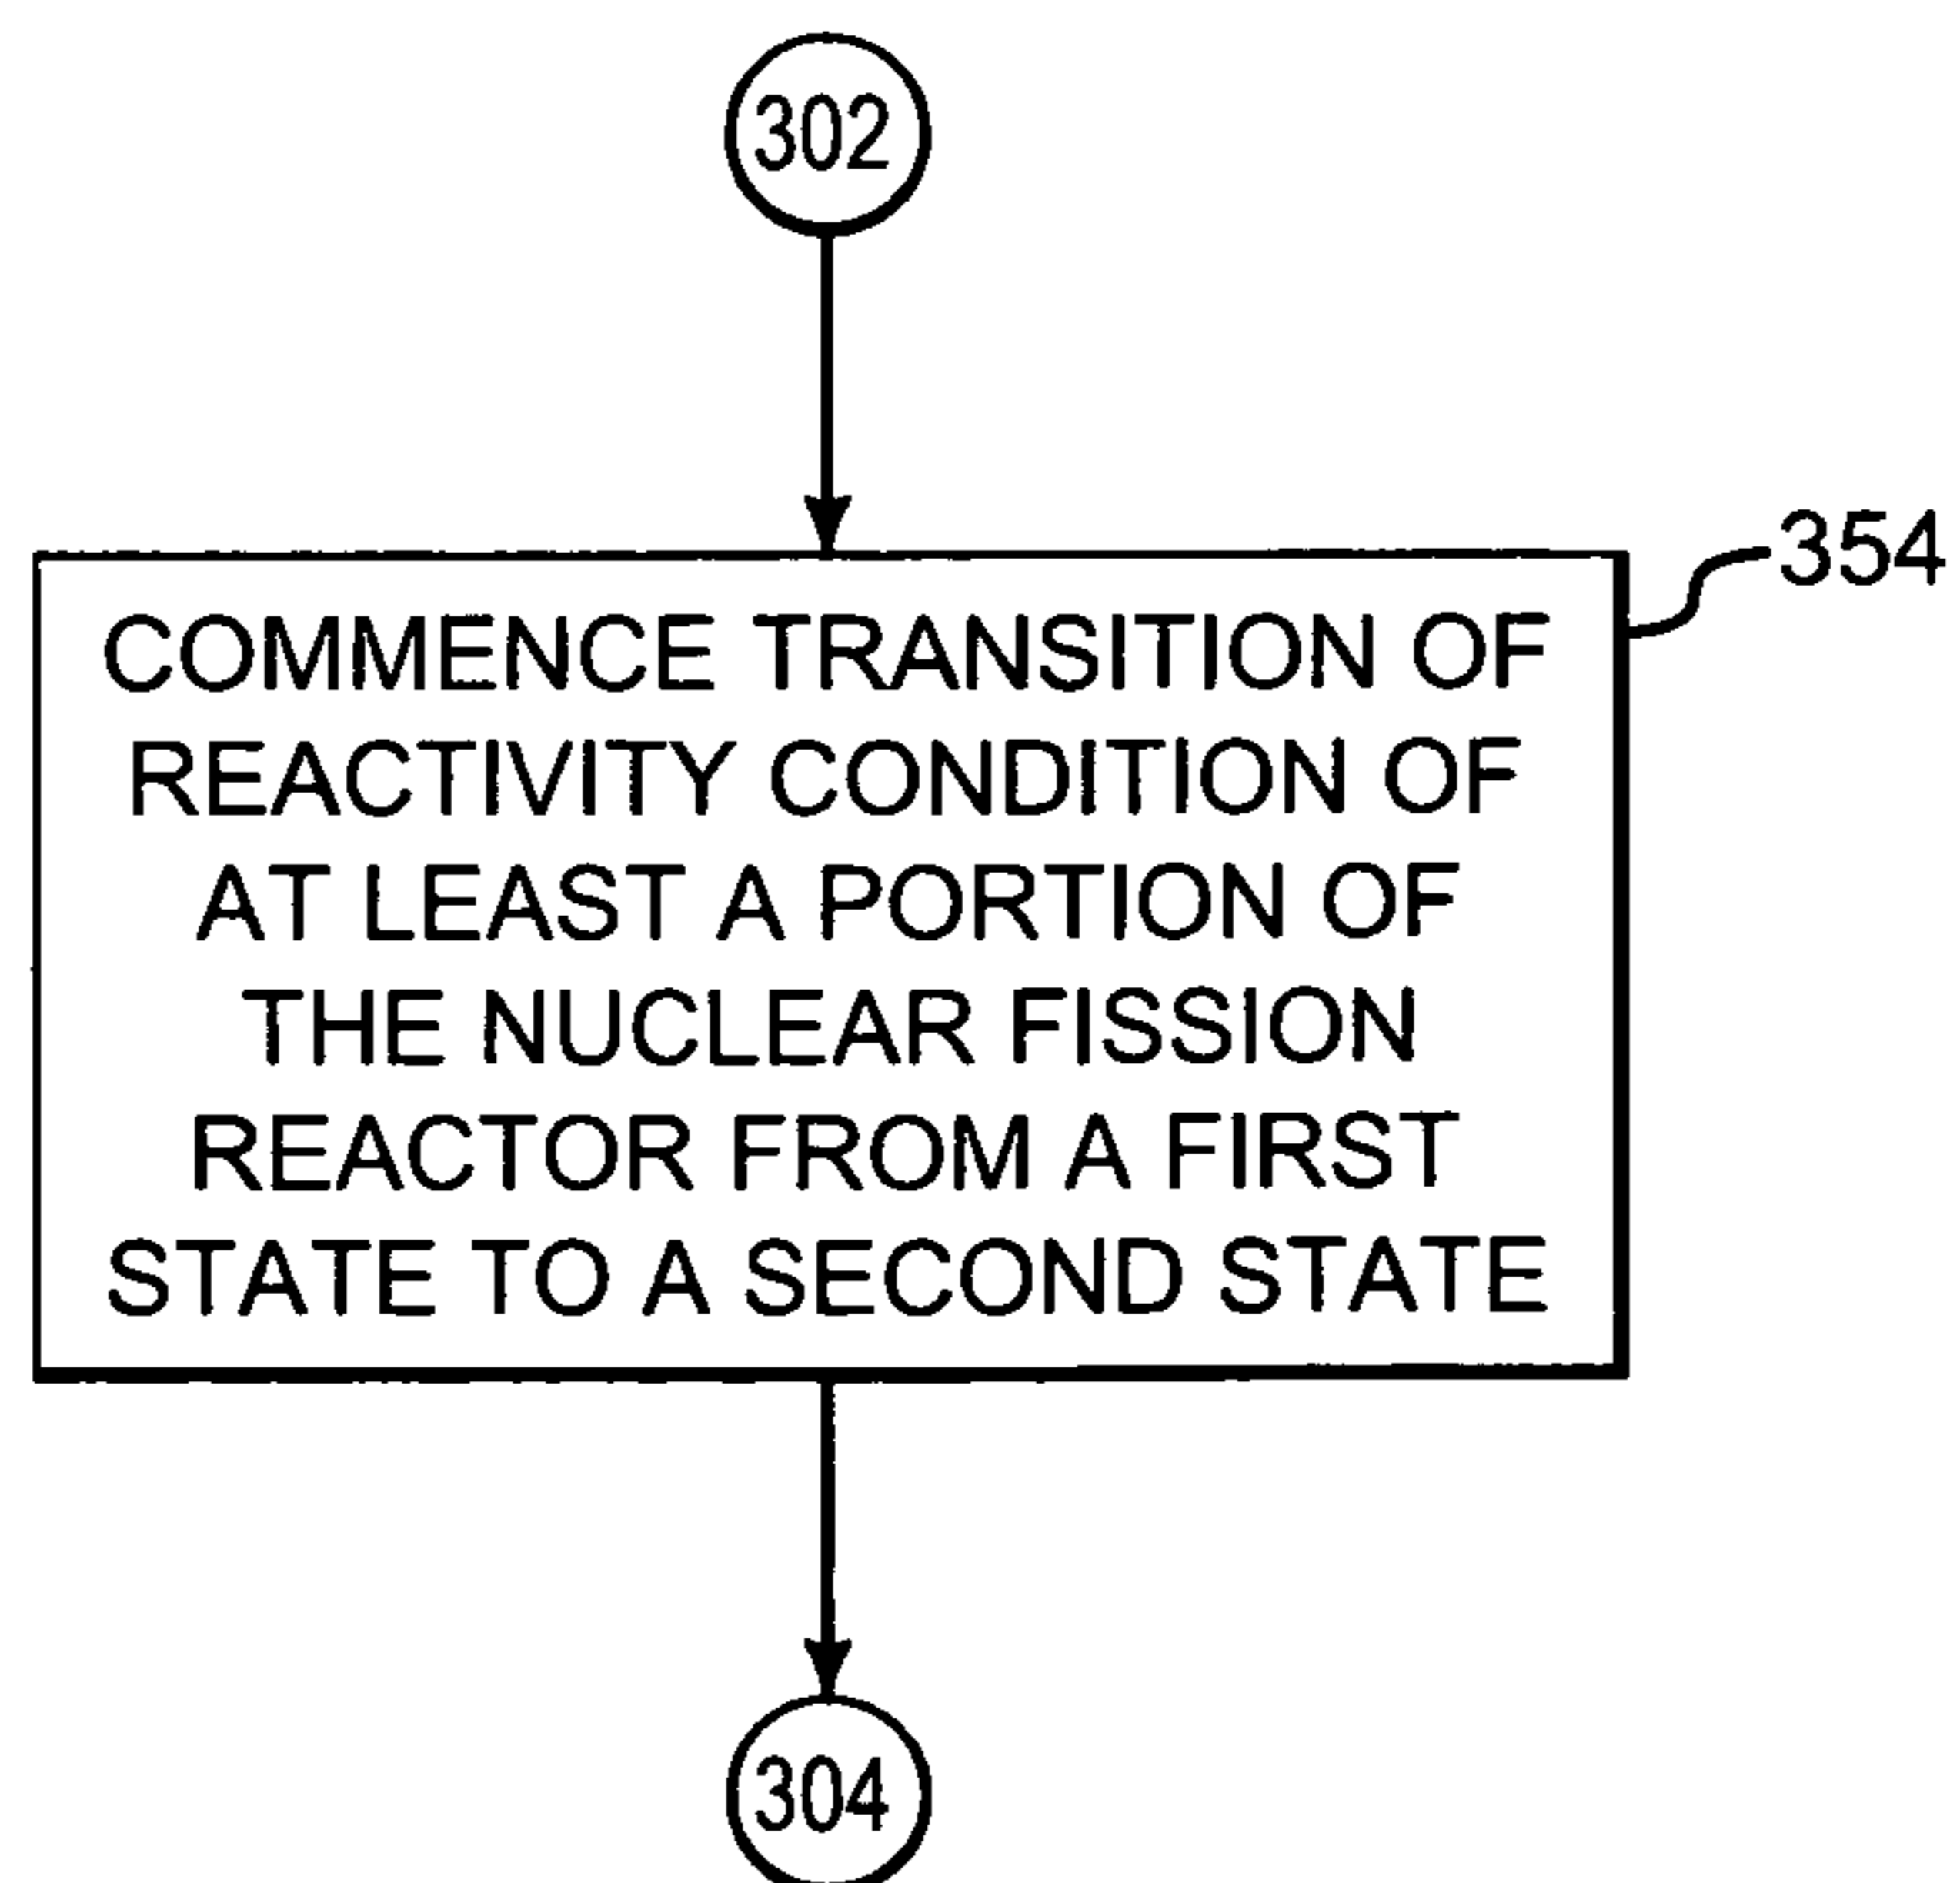 302
354
COMMENCE TRANSITION OF
REACTIVITY CONDITION OF
AT LEAST A PORTION OF
THE NUCLEAR FISSION
REACTOR FROM A FIRST
STATE TO A SECOND STATE
304